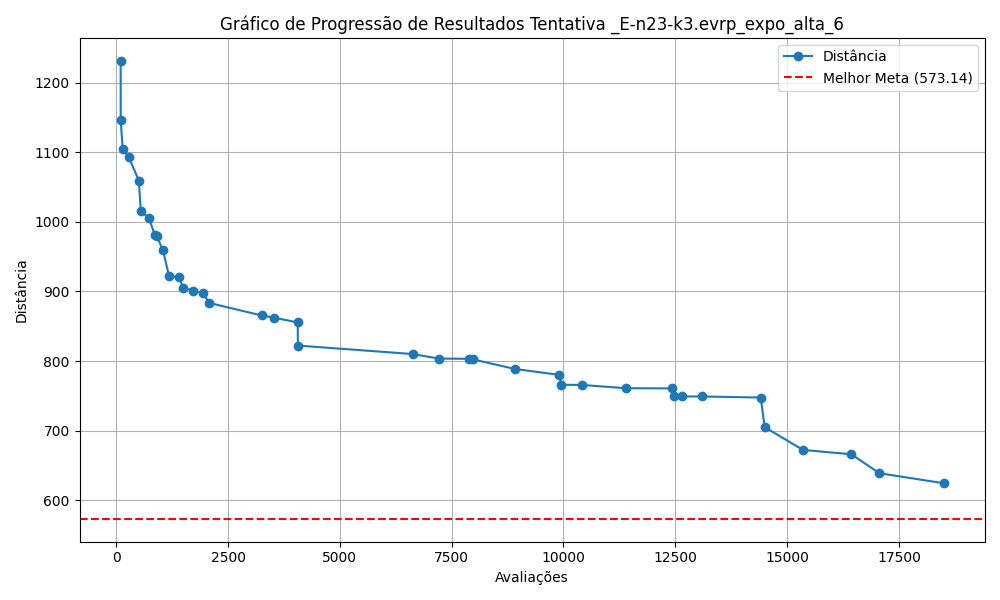 Gráfico de Progressão de Resultados Tentativa _E-n23-k3.evrp_expo_alta_6
Distância
Melhor Meta (573.14)
1200
1100
1000
900
800
700
600
Distância
0 2500 5000 7500 10000 12500 15000 17500
Avaliações